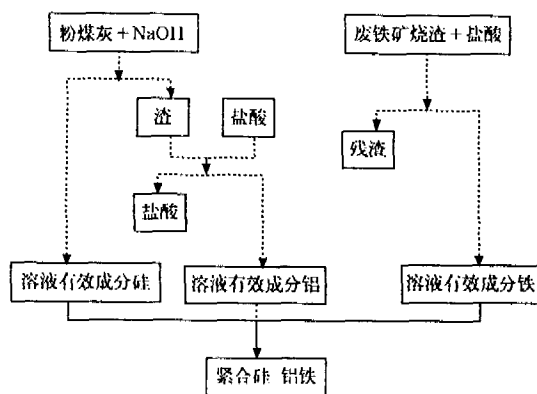 粉煤灰+NaOH
废铁矿烧渣+盐酸
渣
盐酸
残渣
盐酸
溶液有效成分硅
溶液有效成分铝
溶液有效成分铁
聚合硅 铝铁